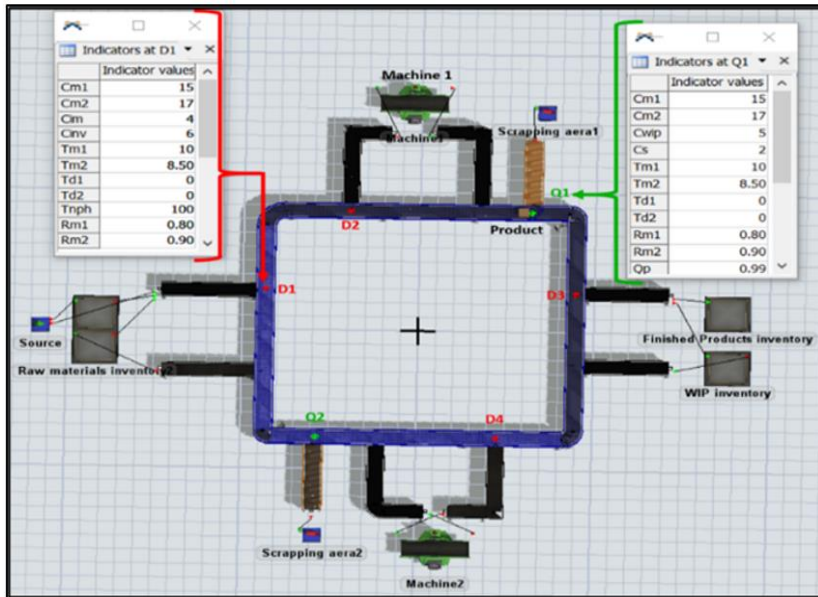 Indicators at D1
Indicator values
Cm1 15
Cm2 17
Cim 4
Cinv 6
Tm1 10
Tm2 8.50
Td1 0
Td2 0
Tnph 100
Rm1 0.80
Rm2 0.90
Indicators at Q1
Indicator values
Cm1 15
Cm2 17
Cwip 5
Cs 2
Tm1 10
Tm2 8.50
Td1 0
Td2 0
Rm1 0.80
Rm2 0.90
Qp 0.99
Machine 1
Machine1
Scrapping aera1
Q1
D2
Product
D1
D3
Source
Raw materials inventory2
Finished Products inventory
WIP inventory
Q2
D4
Scrapping aera2
Machine2